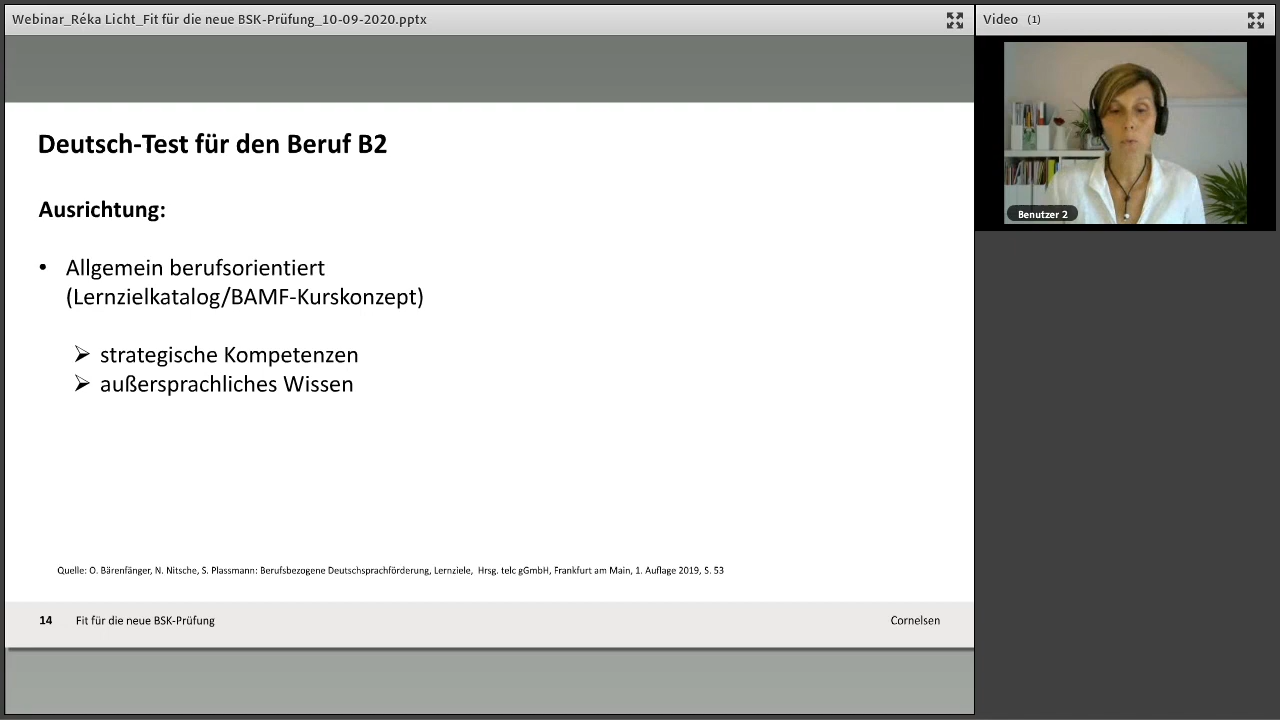 Webinar_Réka Licht_Fit für die neue BSK-Prüfung_10-09-2020.pptx
Video (1)
Benutzer 2
Deutsch-Test für den Beruf B2
Ausrichtung:
• Allgemein berufsorientiert
(Lernzielkatalog/BAMF-Kurskonzept)
➢ strategische Kompetenzen
➢ außersprachliches Wissen
Quelle: O. Bärenfänger, N. Nitsche, S. Plassmann: Berufsbezogene Deutschsprachförderung, Lernziele, Hrsg. telc gGmbH, Frankfurt am Main, 1. Auflage 2019, S. 53
14 Fit für die neue BSK-Prüfung Cornelsen